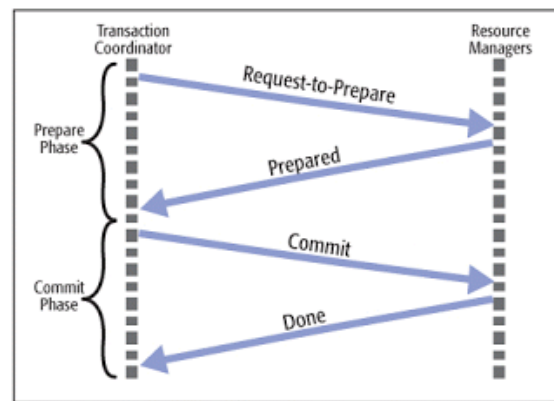 Transaction
Coordinator
Resource
Managers
Request-to-Prepare
Prepare
Phase
Prepared
Commit
Commit
Phase
Done